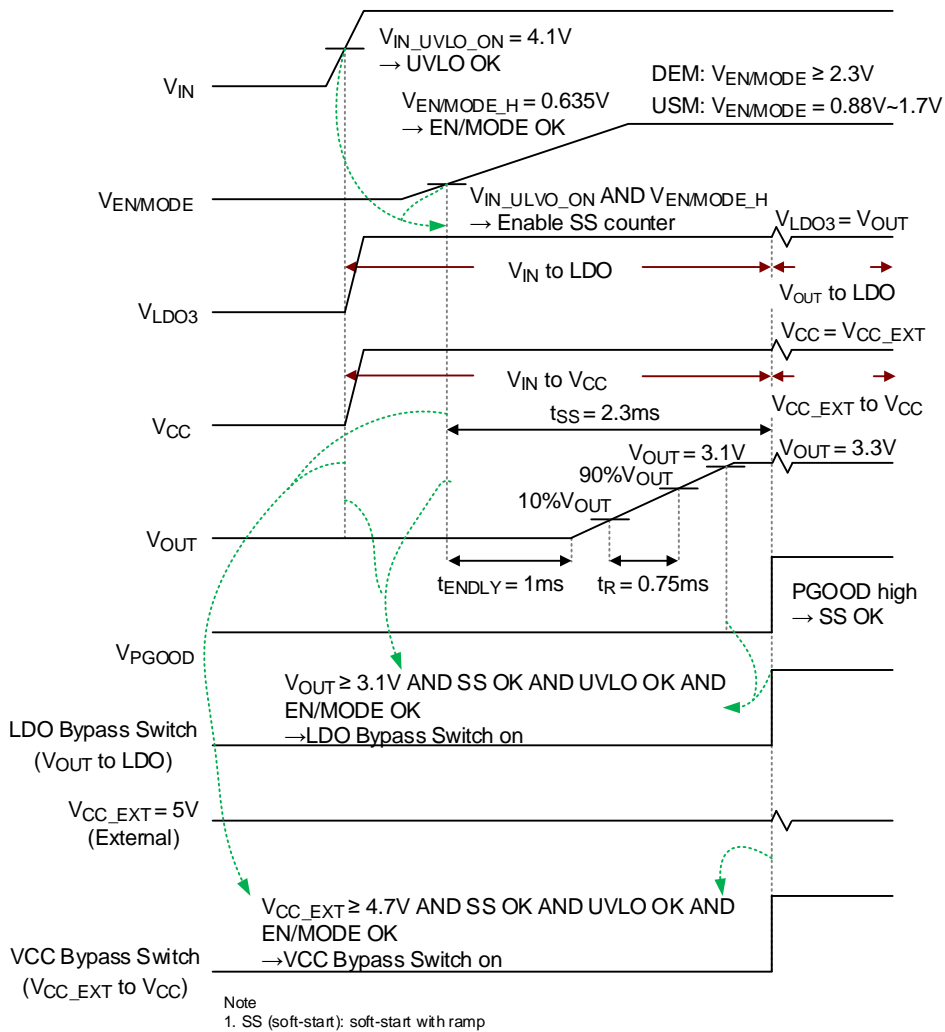 V_IN_UVLO_ON = 4.1V
→ UVLO OK
V_IN
DEM: V_EN/MODE ≥ 2.3V
USM: V_EN/MODE = 0.88V~1.7V
V_EN/MODE_H = 0.635V
→ EN/MODE OK
V_EN/MODE
V_IN_ULVO_ON AND V_EN/MODE_H
→ Enable SS counter
V_LDO3 = V_OUT
V_IN to LDO
V_OUT to LDO
V_LDO3
V_CC = V_CC_EXT
V_IN to V_CC
V_CC_EXT to V_CC
V_CC
t_SS = 2.3ms
V_OUT = 3.1V
V_OUT = 3.3V
90%V_OUT
10%V_OUT
V_OUT
t_ENDLY = 1ms
t_R = 0.75ms
PGOOD high
→ SS OK
V_PGOOD
V_OUT ≥ 3.1V AND SS OK AND UVLO OK AND
EN/MODE OK
→LDO Bypass Switch on
LDO Bypass Switch
(V_OUT to LDO)
V_CC_EXT = 5V
(External)
V_CC_EXT ≥ 4.7V AND SS OK AND UVLO OK AND
EN/MODE OK
→VCC Bypass Switch on
VCC Bypass Switch
(V_CC_EXT to V_CC)
Note
1. SS (soft-start): soft-start with ramp